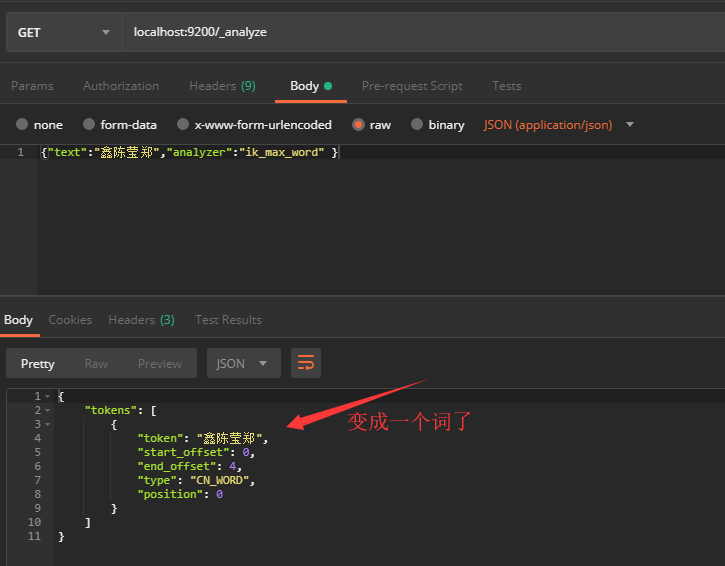 GET localhost:9200/_analyze
Params Authorization Headers (9) Body Pre-request Script Tests
none form-data x-www-form-urlencoded raw binary JSON (application/json)
1 {"text":"鑫陈莹郑","analyzer":"ik_max_word" }
Body Cookies Headers (3) Test Results
Pretty Raw Preview JSON
1 {
2 "tokens": [
3 {
4 "token": "鑫陈莹郑",
变成一个词了
5 "start_offset": 0,
6 "end_offset": 4,
7 "type": "CN_WORD",
8 "position": 0
9 }
10 ]
11 }